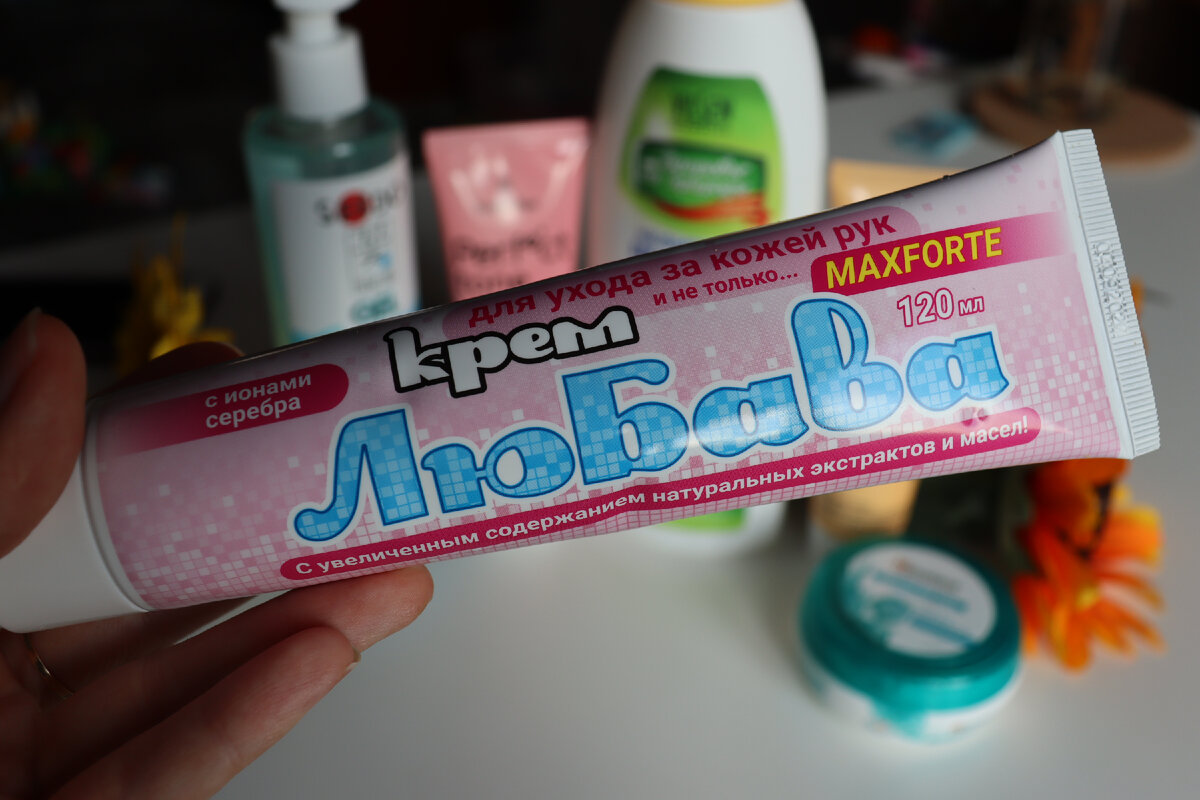 для ухода за кожей рук
и не только...
MAXFORTE
120 мл
крем
с ионами
серебра
ЛюБава
С увеличенным содержанием натуральных экстрактов и масел!